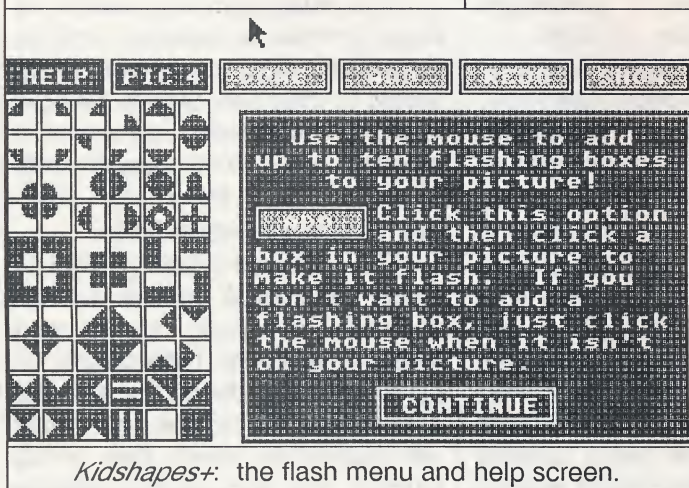 HELP PIC 4
Use the mouse to add
up to ten flashing boxes
to your picture!
Click this option
and then click a
box in your picture to
make it flash. If you
don't want to add a
flashing box, just click
the mouse when it isn't
on your picture.
CONTINUE
Kidshapes+: the flash menu and help screen.